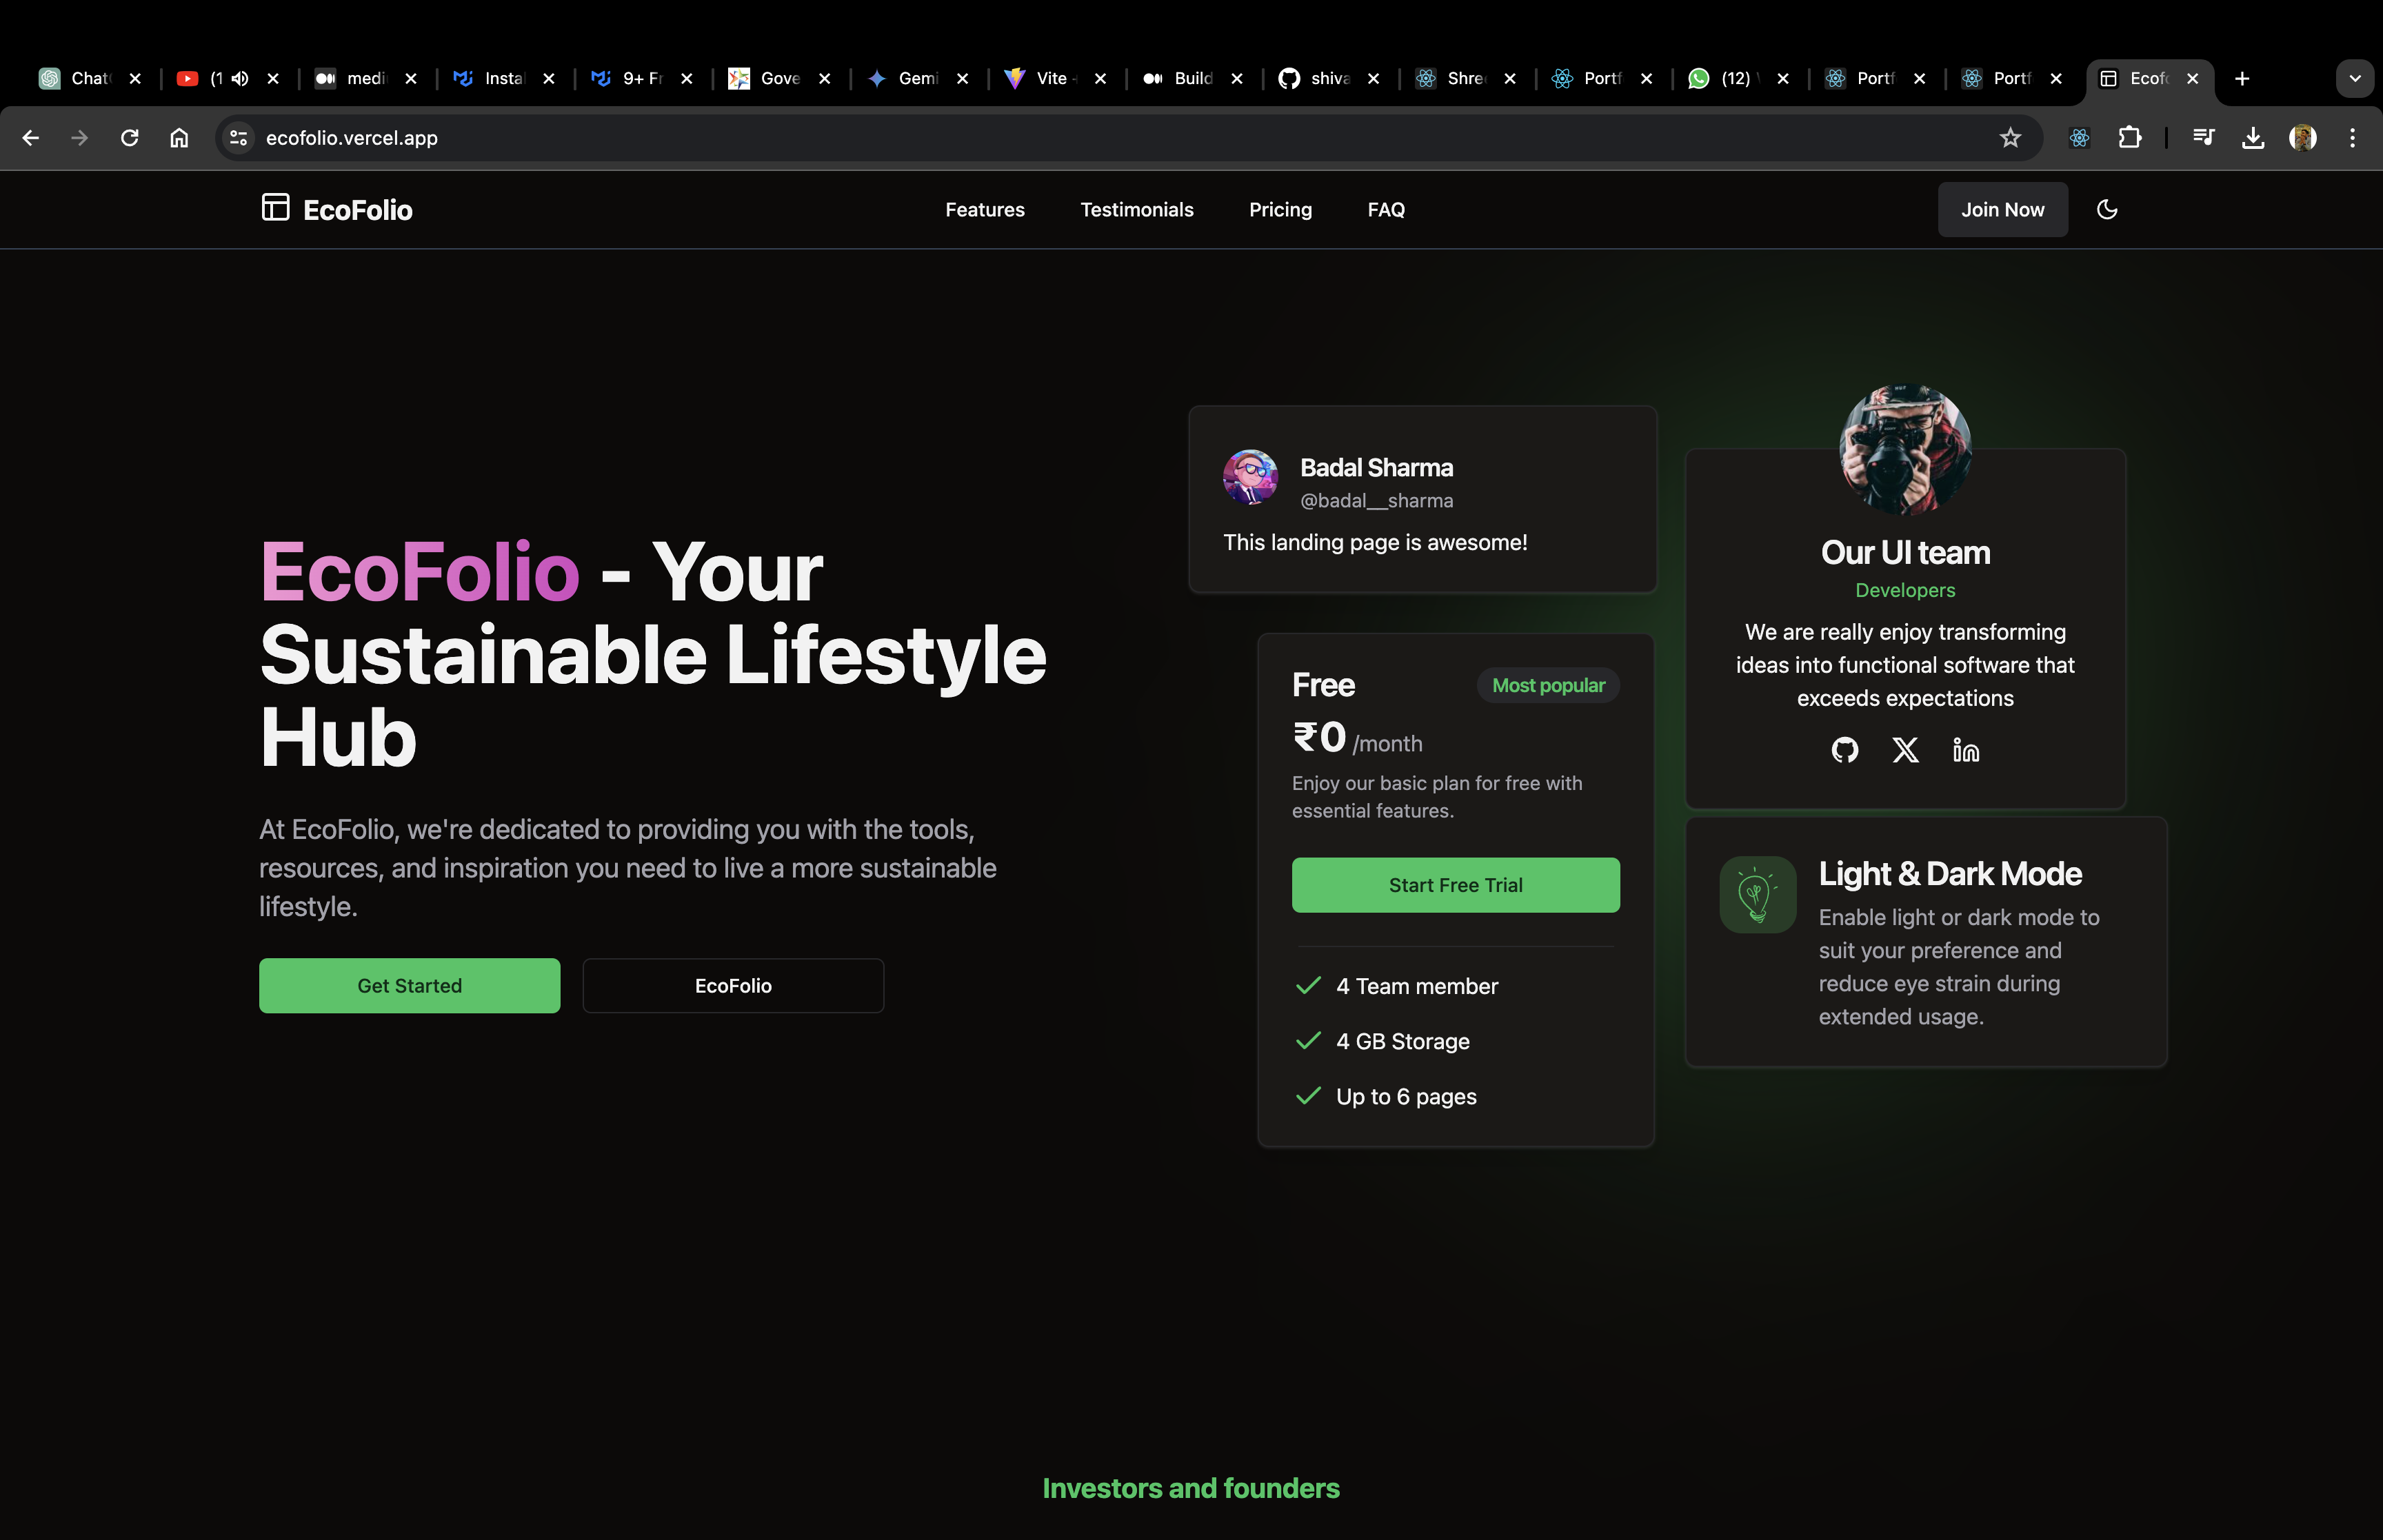 Chat
(1
medi
Insta
9+ Fr
Gove
Gemi
Vite -
Build
shiva
Shre
Portf
(12)
Portf
Portf
Ecofo
ecofolio.vercel.app
EcoFolio
Features
Testimonials
Pricing
FAQ
Join Now
EcoFolio - Your
Sustainable Lifestyle
Hub
At EcoFolio, we're dedicated to providing you with the tools,
resources, and inspiration you need to live a more sustainable
lifestyle.
Get Started
EcoFolio
Badal Sharma
@badal__sharma
This landing page is awesome!
Free
Most popular
₹0 /month
Enjoy our basic plan for free with
essential features.
Start Free Trial
4 Team member
4 GB Storage
Up to 6 pages
Our UI team
Developers
We are really enjoy transforming
ideas into functional software that
exceeds expectations
Light & Dark Mode
Enable light or dark mode to
suit your preference and
reduce eye strain during
extended usage.
Investors and founders